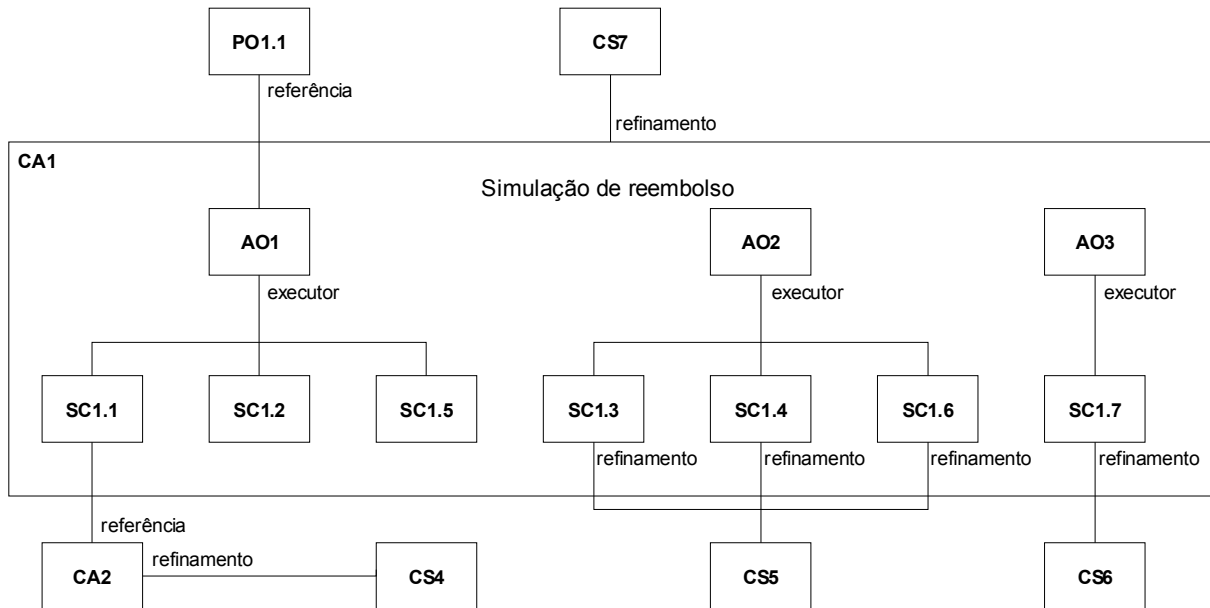 PO1.1
CS7
referência
refinamento
CA1
Simulação de reembolso
AO1
AO2
AO3
executor
executor
executor
SC1.1
SC1.2
SC1.5
SC1.3
SC1.4
SC1.6
SC1.7
refinamento
refinamento
refinamento
refinamento
referência
refinamento
CA2
CS4
CS5
CS6